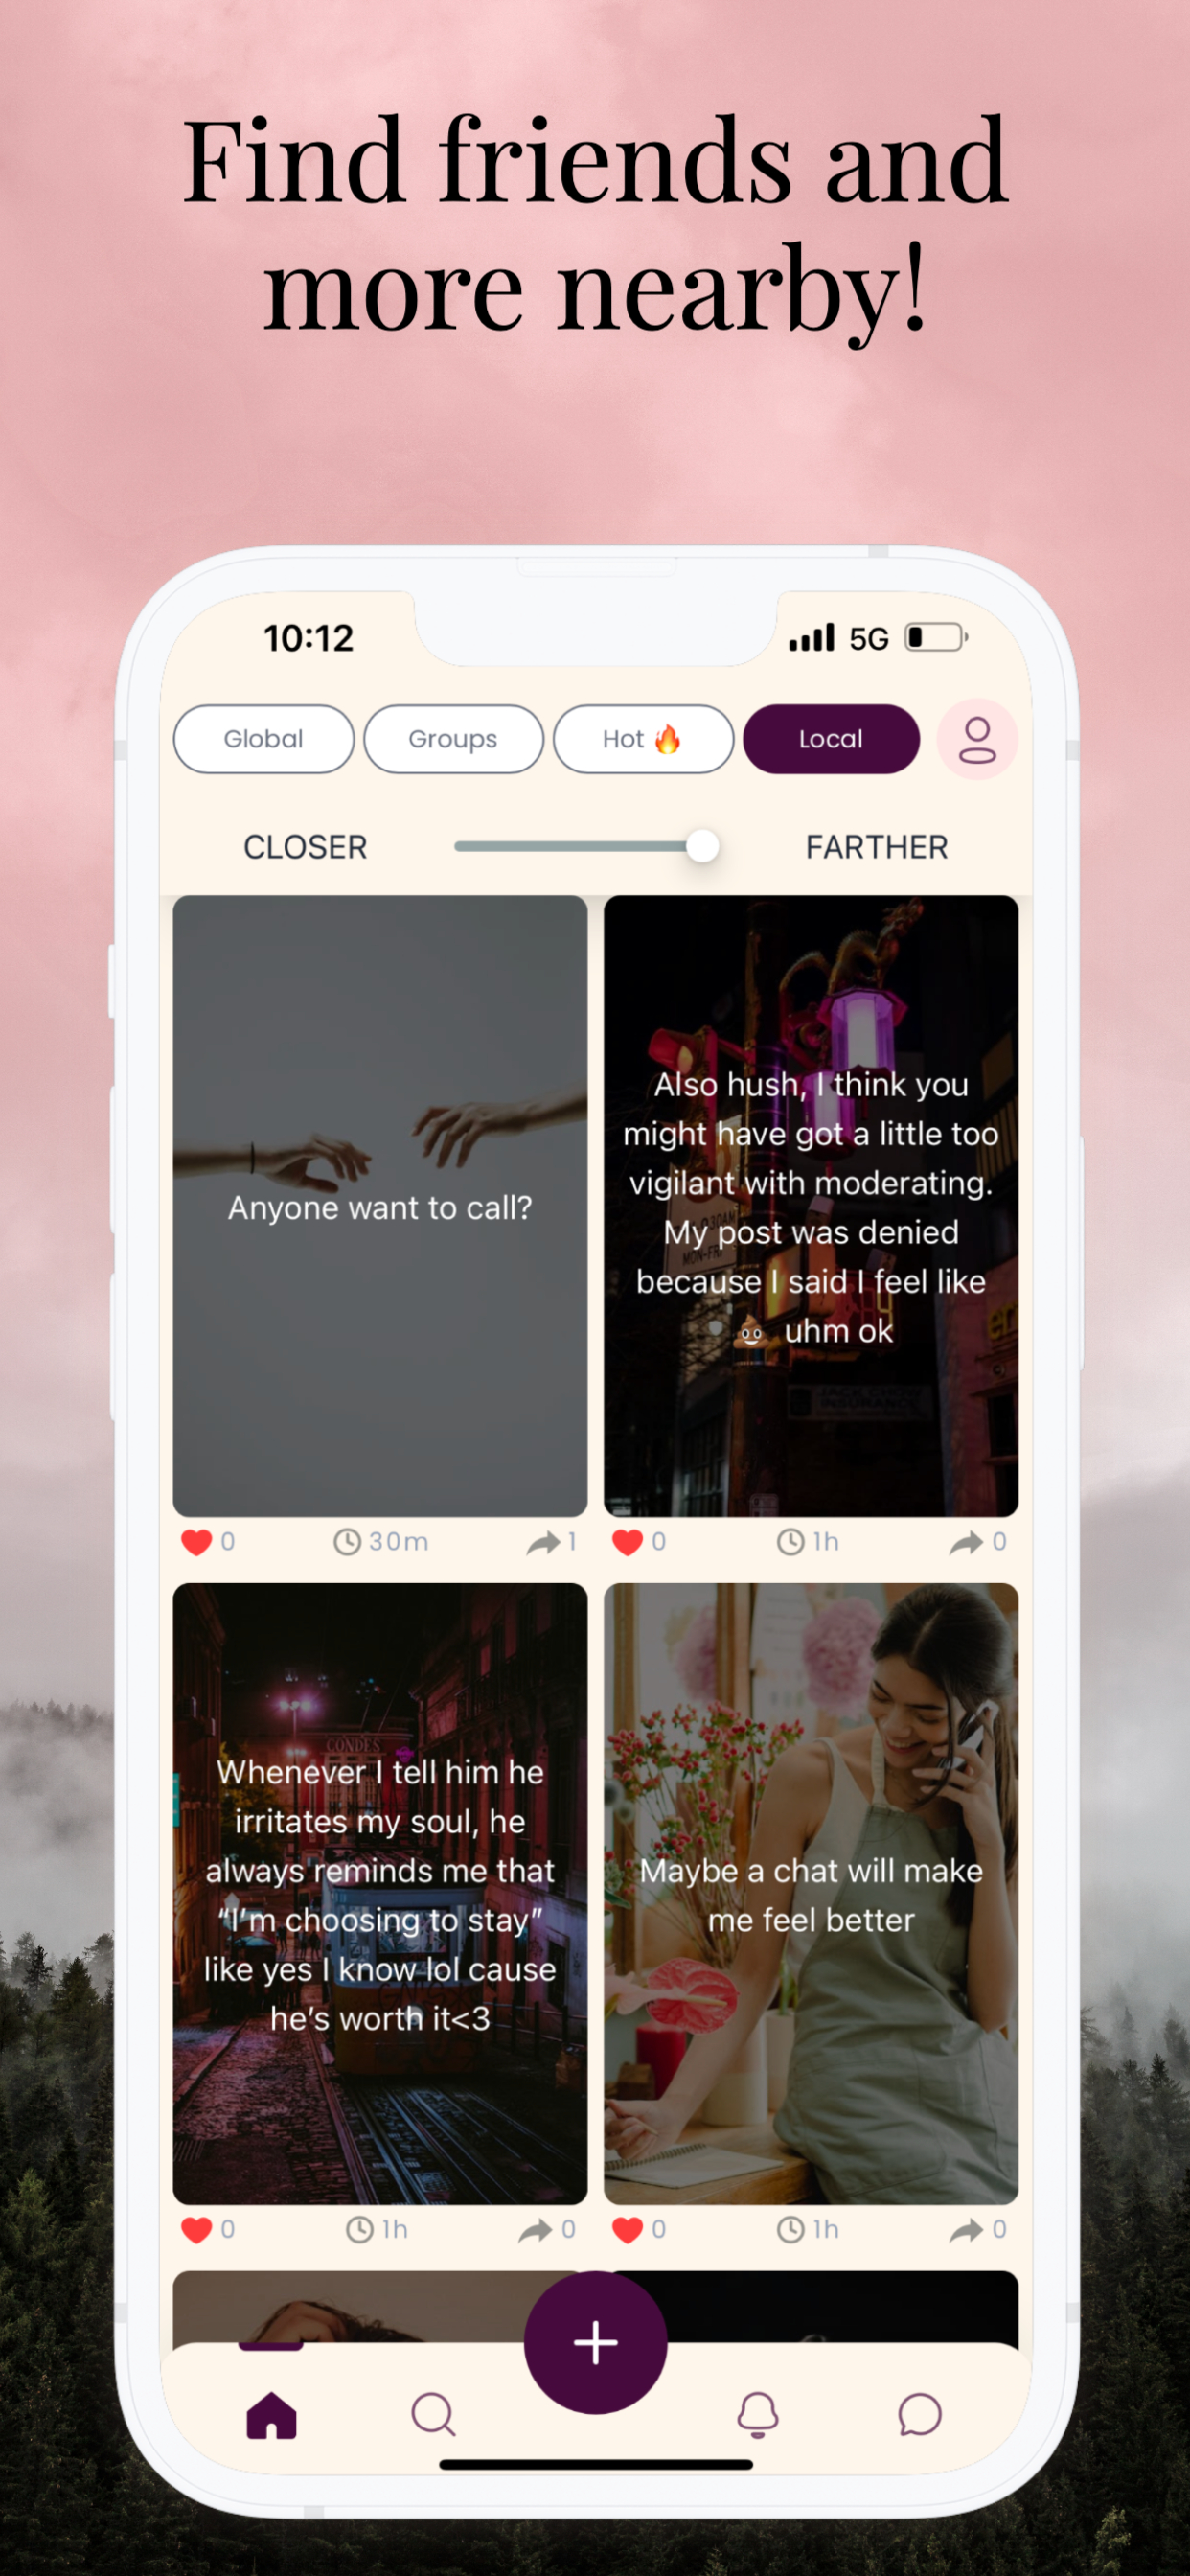 Find friends and
more nearby!
10:12
5G
Global
Groups
Hot 🔥
Local
CLOSER
FARTHER
Anyone want to call?
Also hush, I think you
might have got a little too
vigilant with moderating.
My post was denied
because I said I feel like
💩 uhm ok
0
30m
1
0
1h
0
CONDES
Whenever I tell him he
irritates my soul, he
always reminds me that
“I’m choosing to stay”
like yes I know lol cause
he’s worth it<3
Maybe a chat will make
me feel better
0
1h
0
0
1h
0